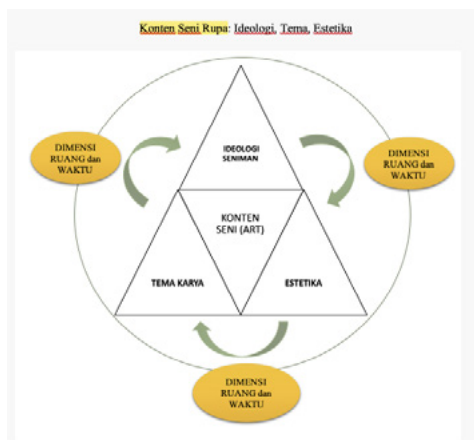 Konten Seni Rupa: Ideologi, Tema, Estetika
IDEOLOGI
SENIMAN
DIMENSI
RUANG dan
WAKTU
DIMENSI
RUANG dan
WAKTU
KONTEN
SENI (ART)
TEMA KARYA
ESTETIKA
DIMENSI
RUANG dan
WAKTU